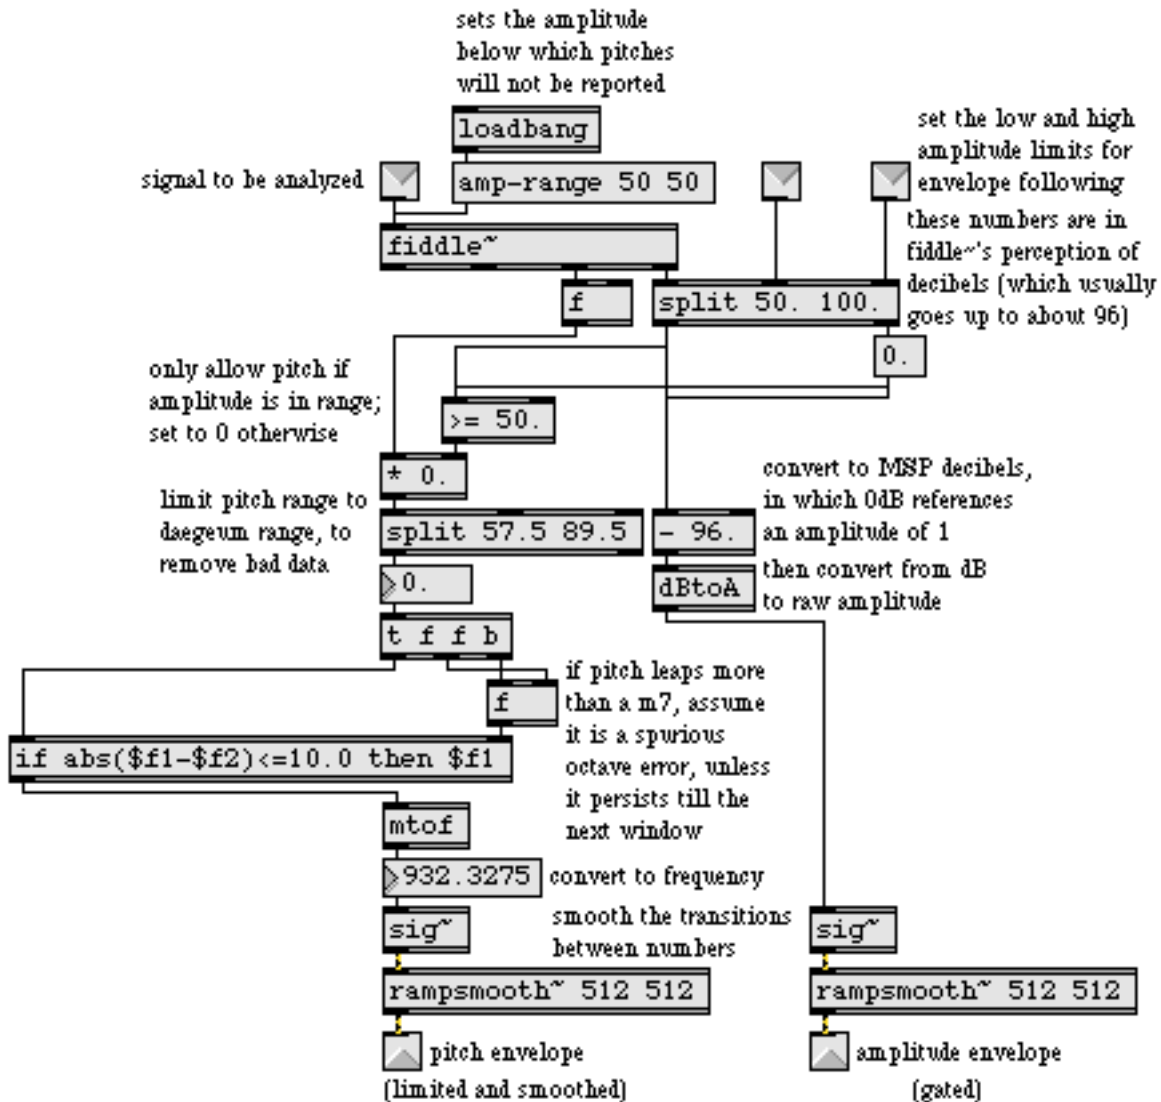 sets the amplitude
below which pitches
will not be reported
loadbang
set the low and high
amplitude limits for
envelope following
signal to be analyzed
amp-range 50 50
these numbers are in
fiddle~'s perception of
decibels (which usually
goes up to about 96)
fiddle~
f
split 50. 100.
0.
only allow pitch if
amplitude is in range;
set to 0 otherwise
>= 50.
* 0.
convert to MSP decibels,
in which 0dB references
an amplitude of 1
limit pitch range to
daegeum range, to
remove bad data
split 57.5 89.5
- 96.
0.
dBtoA
then convert from dB
to raw amplitude
t f f b
f
if pitch leaps more
than a m7, assume
it is a spurious
octave error, unless
it persists till the
next window
if abs($f1-$f2)<=10.0 then $f1
mtof
932.3275
convert to frequency
sig~
smooth the transitions
between numbers
sig~
rampsmooth~ 512 512
rampsmooth~ 512 512
pitch envelope
(limited and smoothed)
amplitude envelope
(gated)